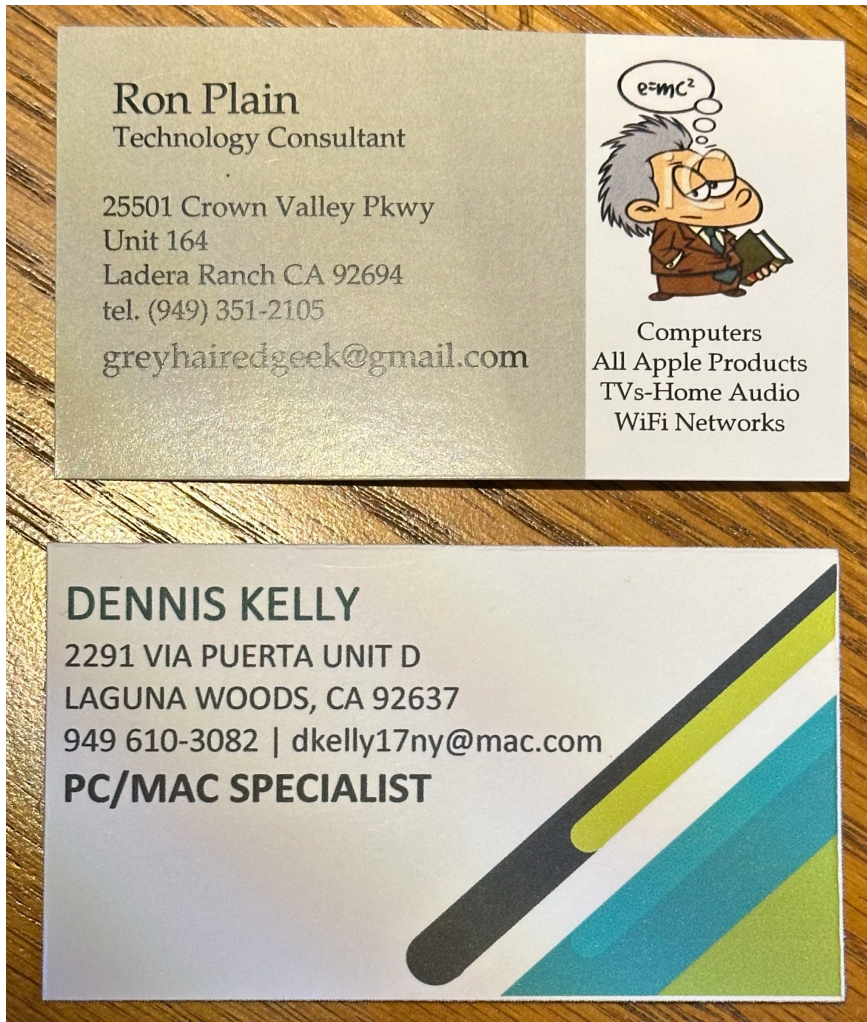 Ron Plain
Technology Consultant
25501 Crown Valley Pkwy
Unit 164
Ladera Ranch CA 92694
tel. (949) 351-2105
greyhairedgeek@gmail.com
e=mc²
Computers
All Apple Products
TVs-Home Audio
WiFi Networks
DENNIS KELLY
2291 VIA PUERTA UNIT D
LAGUNA WOODS, CA 92637
949 610-3082 | dkelly17ny@mac.com
PC/MAC SPECIALIST